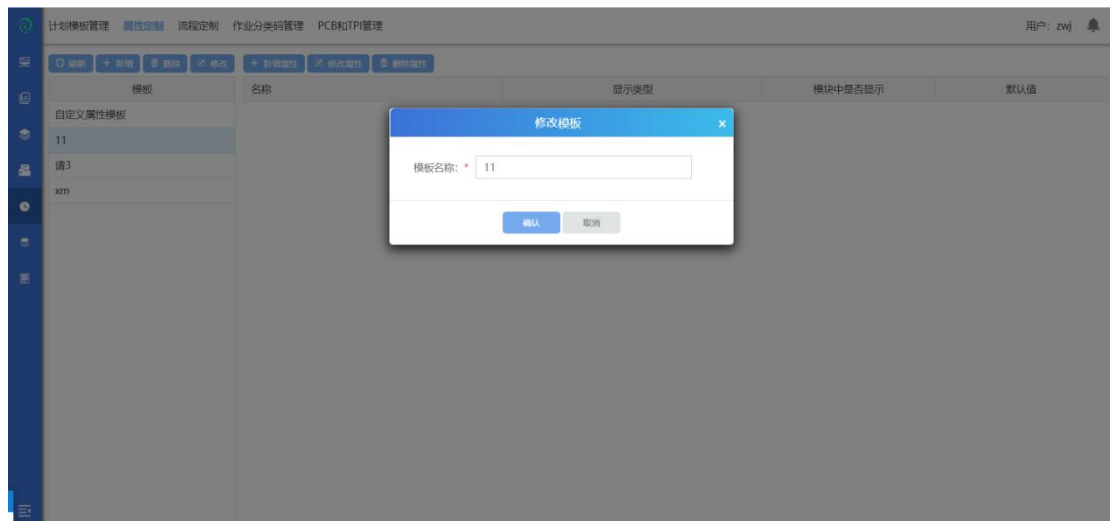 计划模板管理 属性定制 流程定制 作业分类码管理 PCB和TPI管理 用户: zwj
刷新 + 新增 删除 修改 + 新增属性 修改属性 删除属性
模板 名称 显示类型 模块中是否显示 默认值
自定义属性模板
11
请3
xm
修改模板 ×
模板名称: * 11
确认 取消